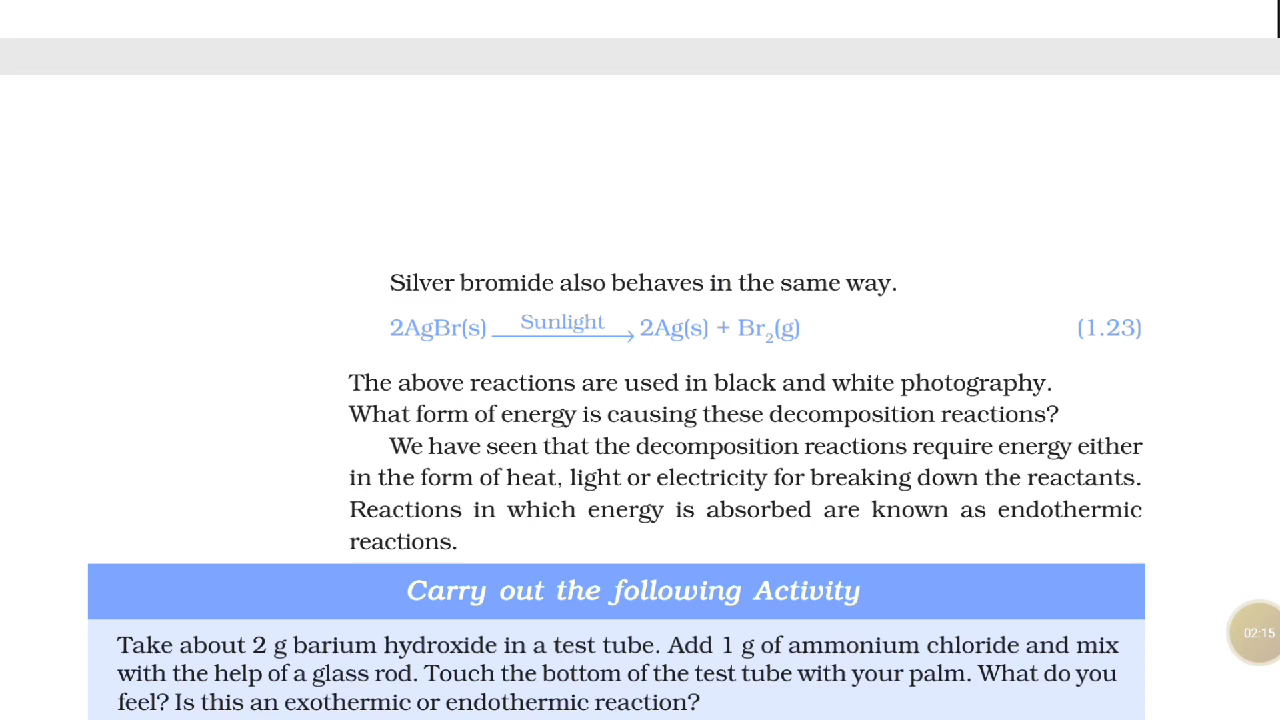 Silver bromide also behaves in the same way.
2AgBr(s) Sunlight→ 2Ag(s) + Br₂(g) (1.23)
The above reactions are used in black and white photography.
What form of energy is causing these decomposition reactions?
We have seen that the decomposition reactions require energy either
in the form of heat, light or electricity for breaking down the reactants.
Reactions in which energy is absorbed are known as endothermic
reactions.
Carry out the following Activity
Take about 2 g barium hydroxide in a test tube. Add 1 g of ammonium chloride and mix
with the help of a glass rod. Touch the bottom of the test tube with your palm. What do you
feel? Is this an exothermic or endothermic reaction?
02:15